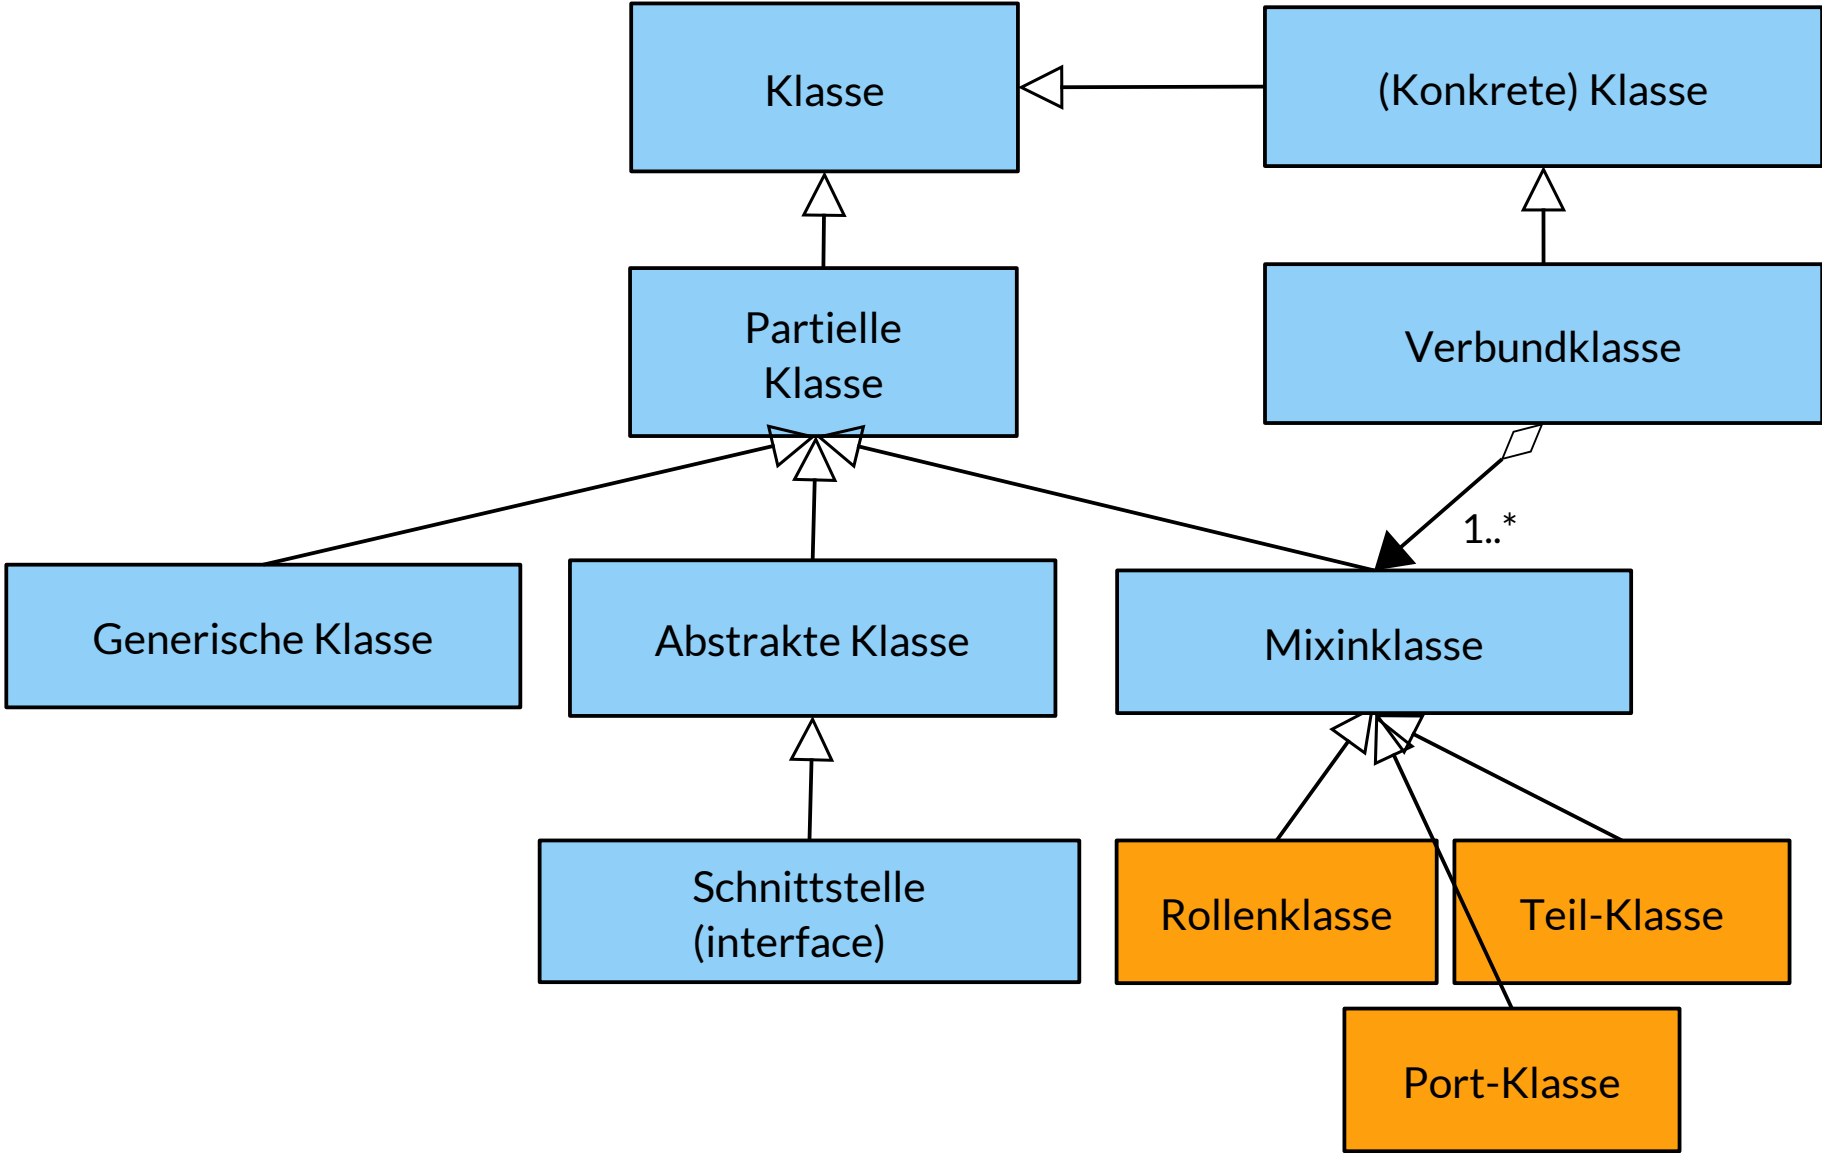 Klasse
(Konkrete) Klasse
Partielle
Klasse
Verbundklasse
1..*
Generische Klasse
Abstrakte Klasse
Mixinklasse
Schnittstelle
(interface)
Rollenklasse
Teil-Klasse
Port-Klasse